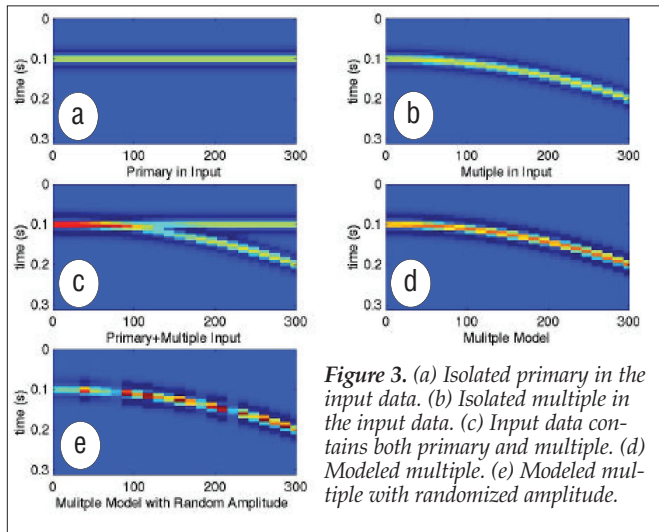 0
0.1
0.2
0.3
time (s)
a
0 100 200 300
Primary in Input
0
0.1
0.2
0.3
time (s)
b
0 100 200 300
Mutiple in Input
0
0.1
0.2
0.3
time (s)
c
0 100 200 300
Primary+Multiple Input
0
0.1
0.2
0.3
time (s)
d
0 100 200 300
Mulitple Model
0
0.1
0.2
0.3
time (s)
e
0 100 200 300
Mulitple Model with Random Amplitude
Figure 3. (a) Isolated primary in the
input data. (b) Isolated multiple in
the input data. (c) Input data con-
tains both primary and multiple. (d)
Modeled multiple. (e) Modeled mul-
tiple with randomized amplitude.